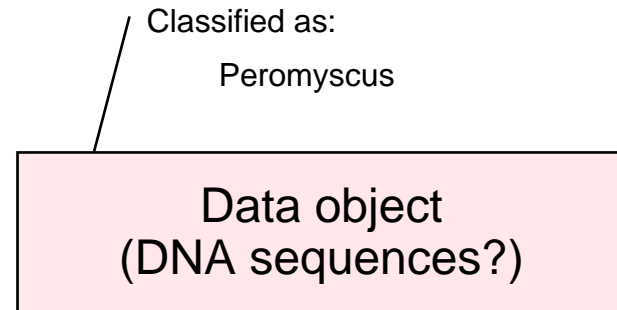 Classified as:
Peromyscus
Data object
(DNA sequences?)